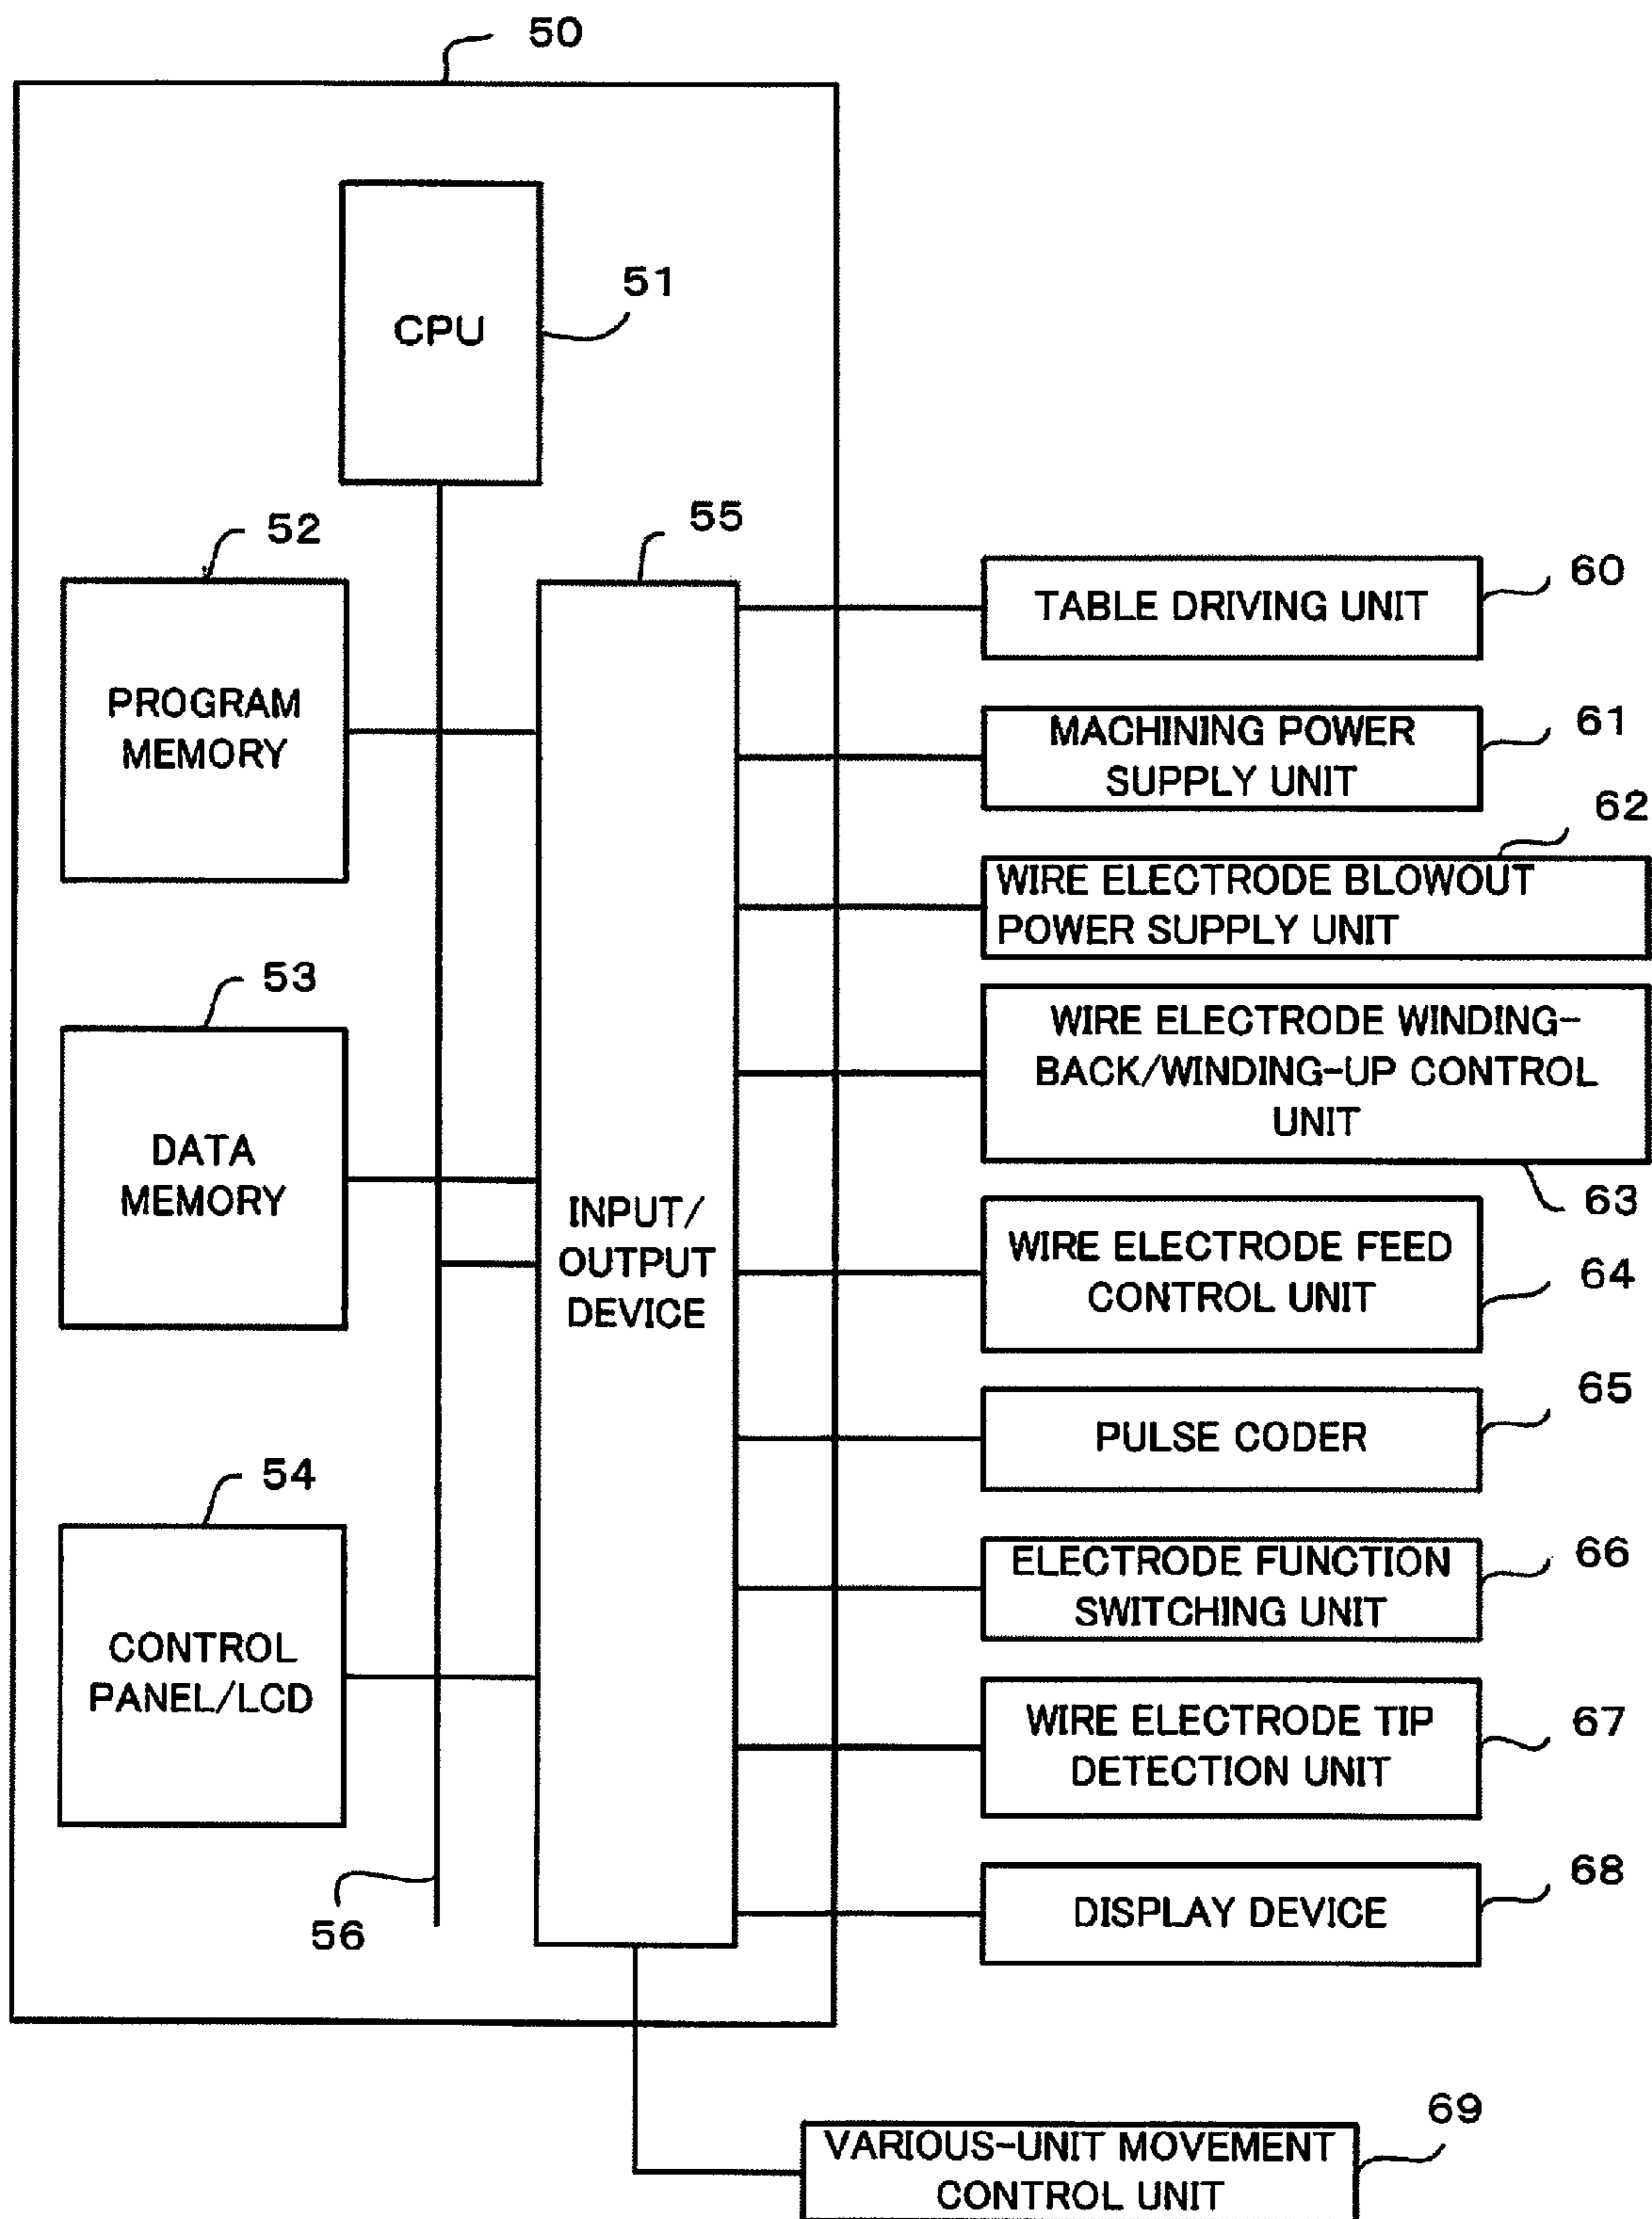 50
CPU
51
52
55
PROGRAM
MEMORY
53
DATA
MEMORY
INPUT/
OUTPUT
DEVICE
54
CONTROL
PANEL/LCD
56
TABLE DRIVING UNIT
60
MACHINING POWER
SUPPLY UNIT
61
62
WIRE ELECTRODE BLOWOUT
POWER SUPPLY UNIT
WIRE ELECTRODE WINDING-
BACK/WINDING-UP CONTROL
UNIT
63
WIRE ELECTRODE FEED
CONTROL UNIT
64
PULSE CODER
65
ELECTRODE FUNCTION
SWITCHING UNIT
66
WIRE ELECTRODE TIP
DETECTION UNIT
67
DISPLAY DEVICE
68
VARIOUS-UNIT MOVEMENT
CONTROL UNIT
69